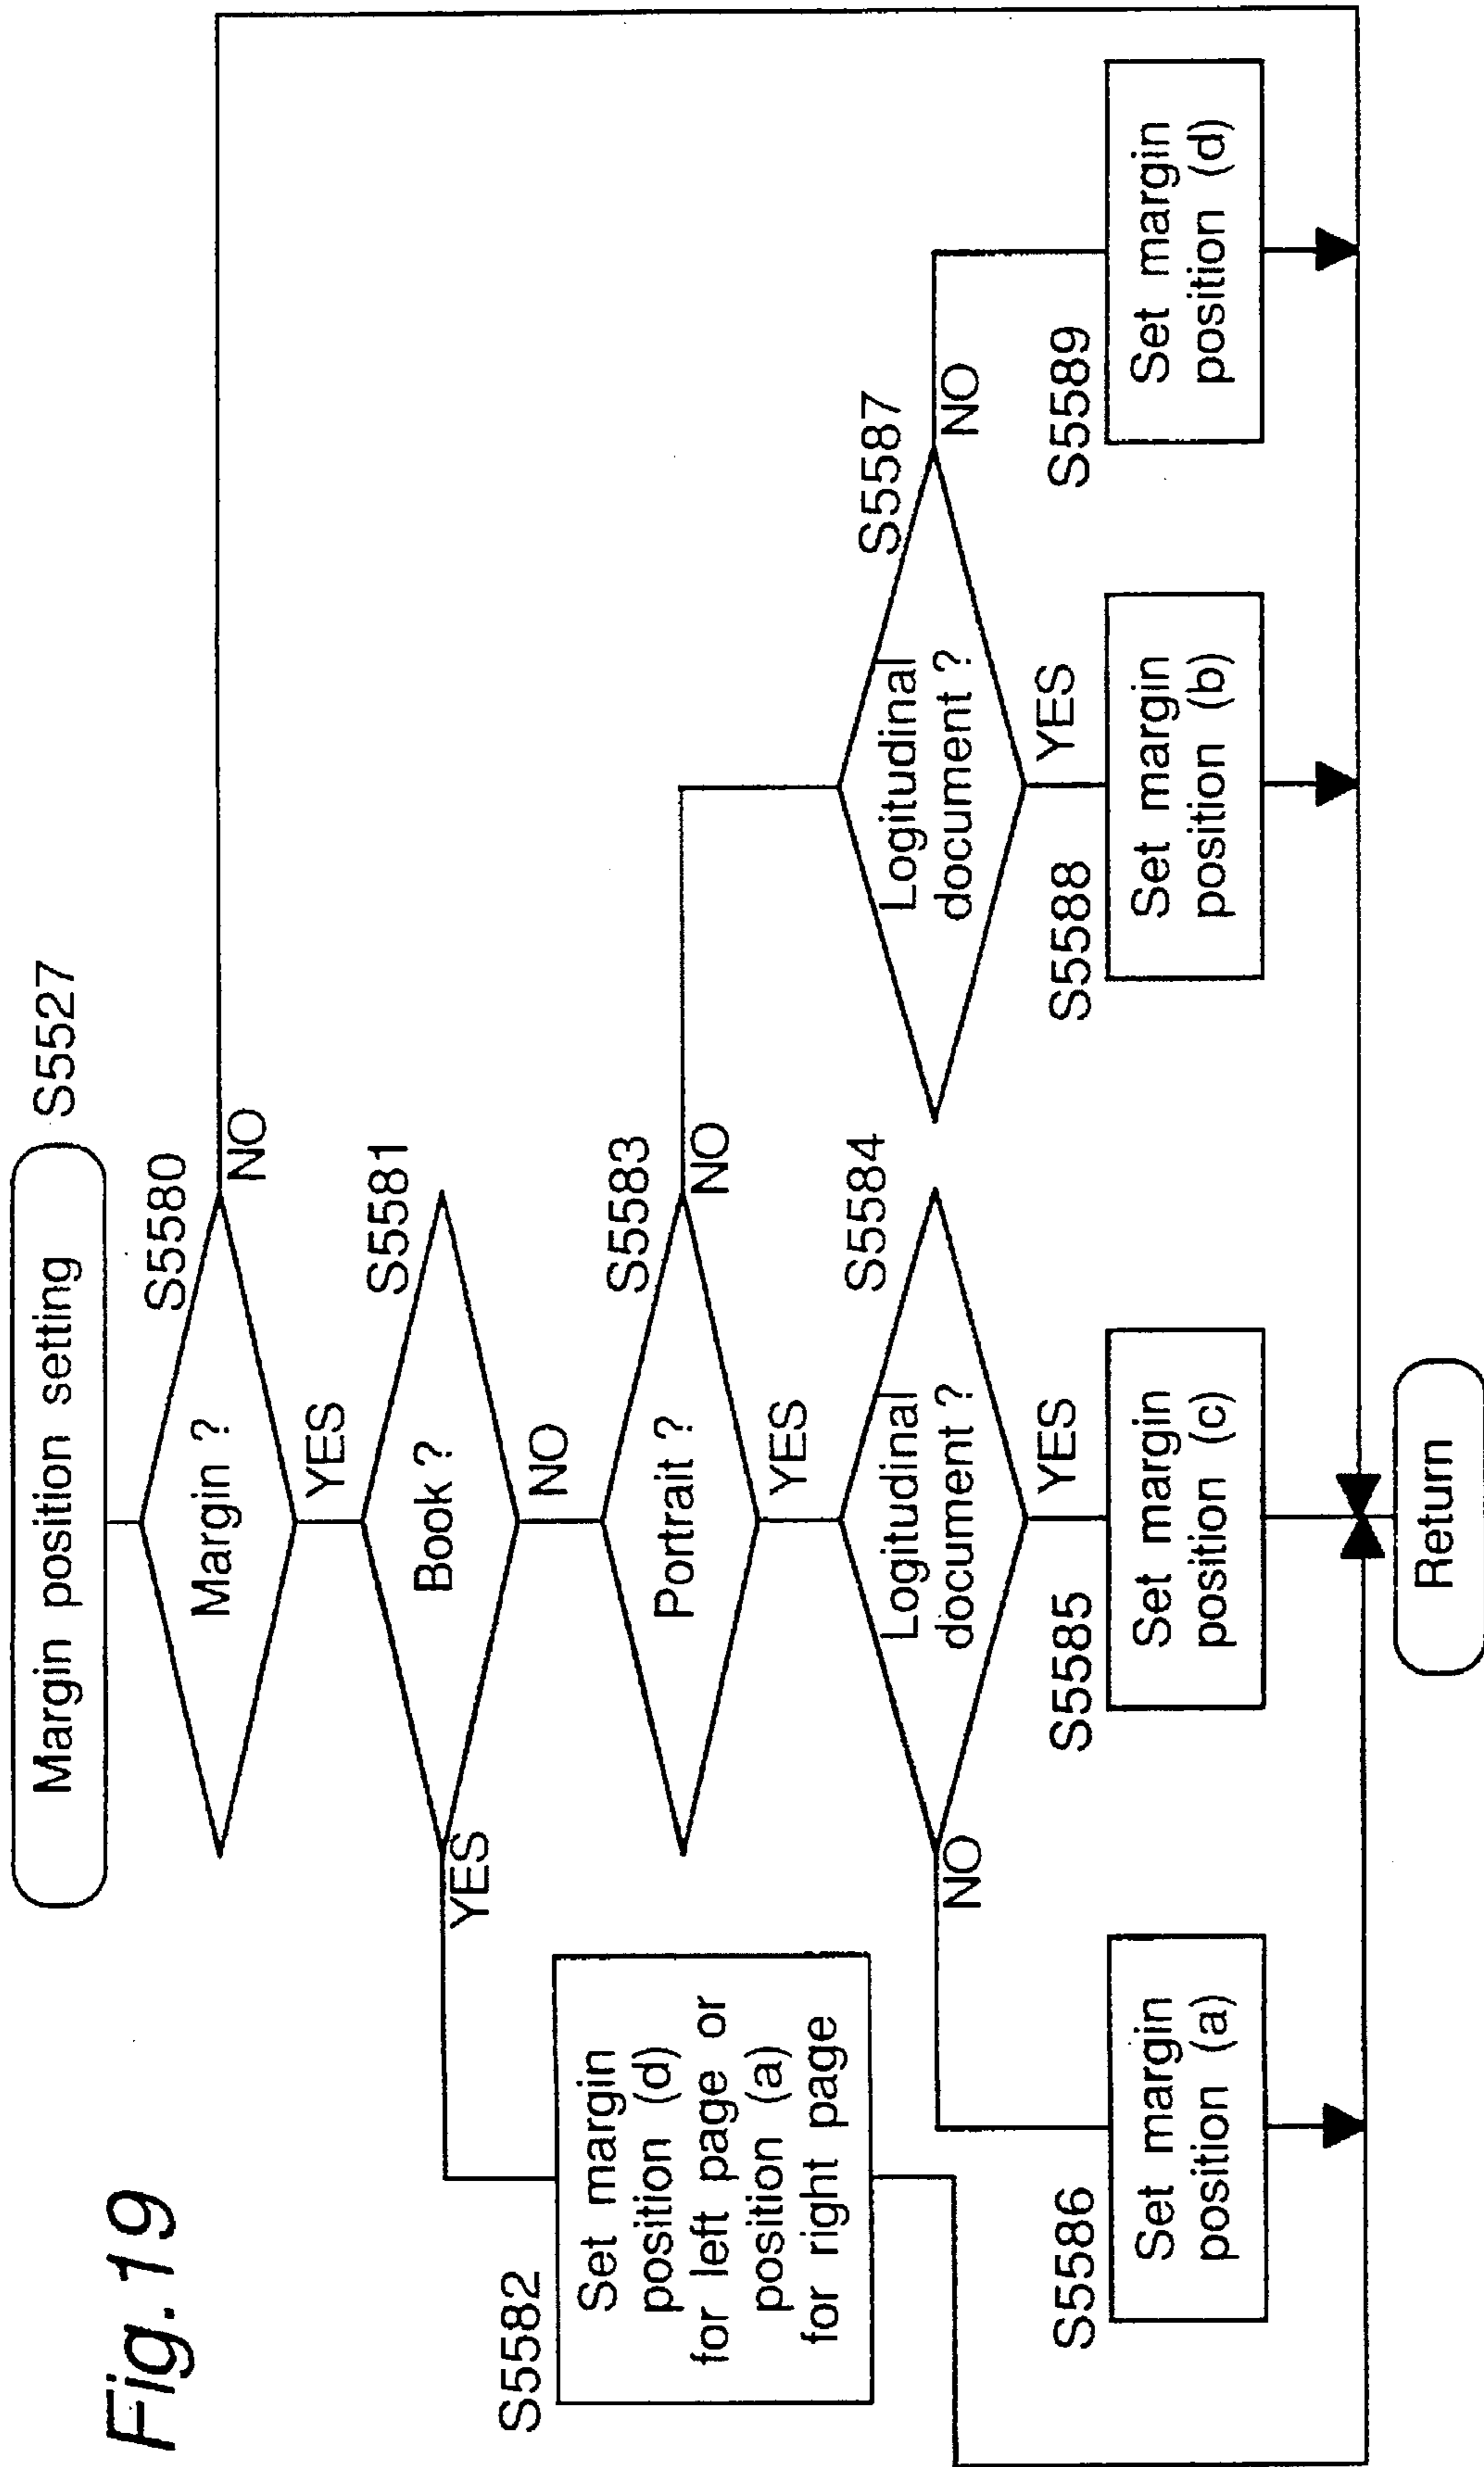 Fig.19
Margin position setting
S5527
S5580
Margin ?
NO
YES
S5581
Book ?
YES
NO
S5582
Set margin
position (d)
for left page or
position (a)
for right page
S5583
Portrait ?
NO
YES
S5584
Logitudinal
document ?
NO
YES
S5587
Logitudinal
document ?
NO
YES
S5586
Set margin
position (a)
S5585
Set margin
position (c)
S5588
Set margin
position (b)
S5589
Set margin
position (d)
Return